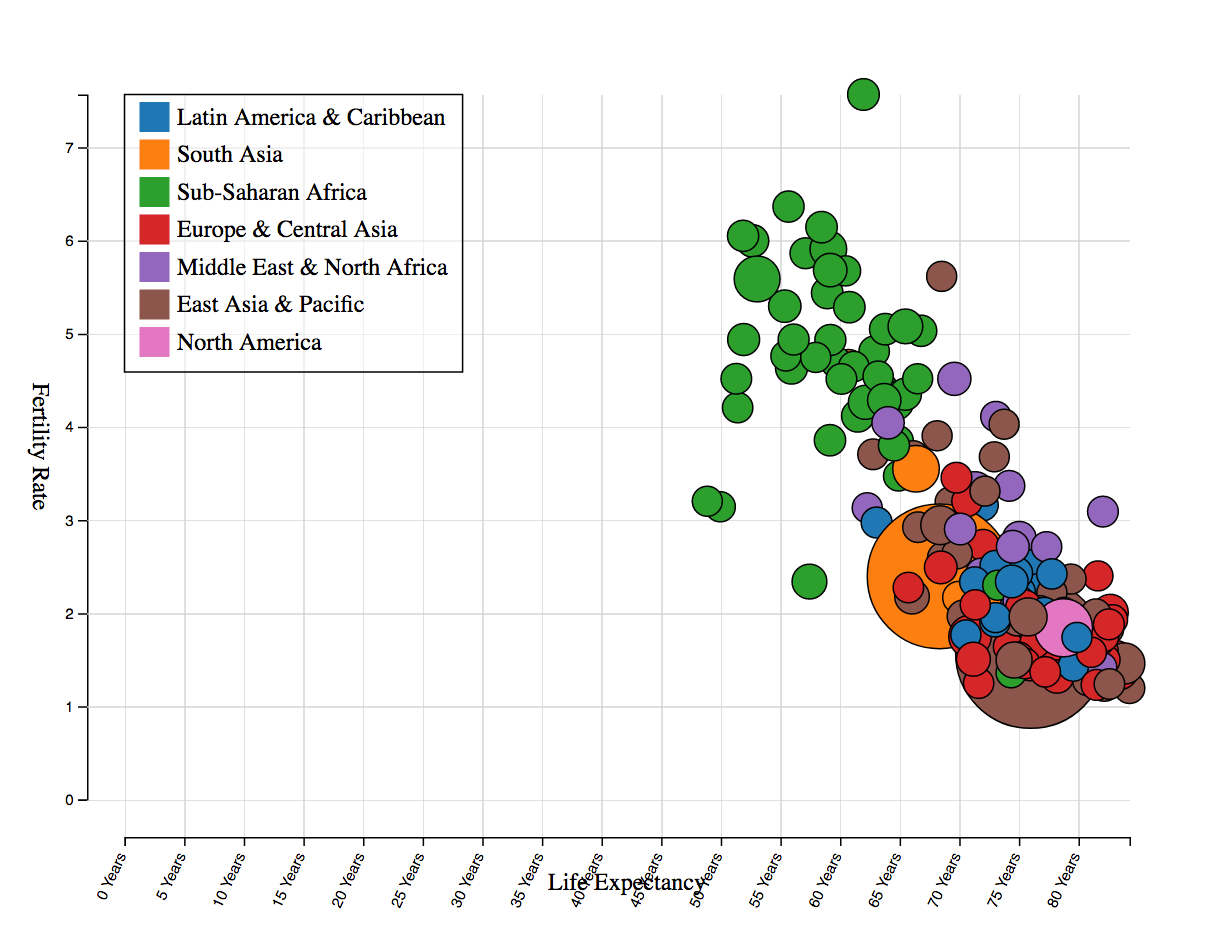 Latin America & Caribbean
South Asia
Sub-Saharan Africa
Europe & Central Asia
Middle East & North Africa
East Asia & Pacific
North America
Fertility Rate
7
6
5
4
3
2
1
0
0 Years
5 Years
10 Years
15 Years
20 Years
25 Years
30 Years
35 Years
40 Years
45 Years
50 Years
55 Years
60 Years
65 Years
70 Years
75 Years
80 Years
Life Expectancy